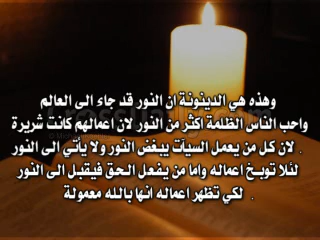 وهذه هي الدينونة ان النور قد جاء الى العالم
واحب الناس الظلمة اكثر من النور لان اعمالهم كانت شريرة
. لان كل من يعمل السيآت يبغض النور ولا يأتي الى النور
لئلا توبخ اعماله واما من يفعل الحق فيقبل الى النور
. لكي تظهر اعماله انها بالله معمولة